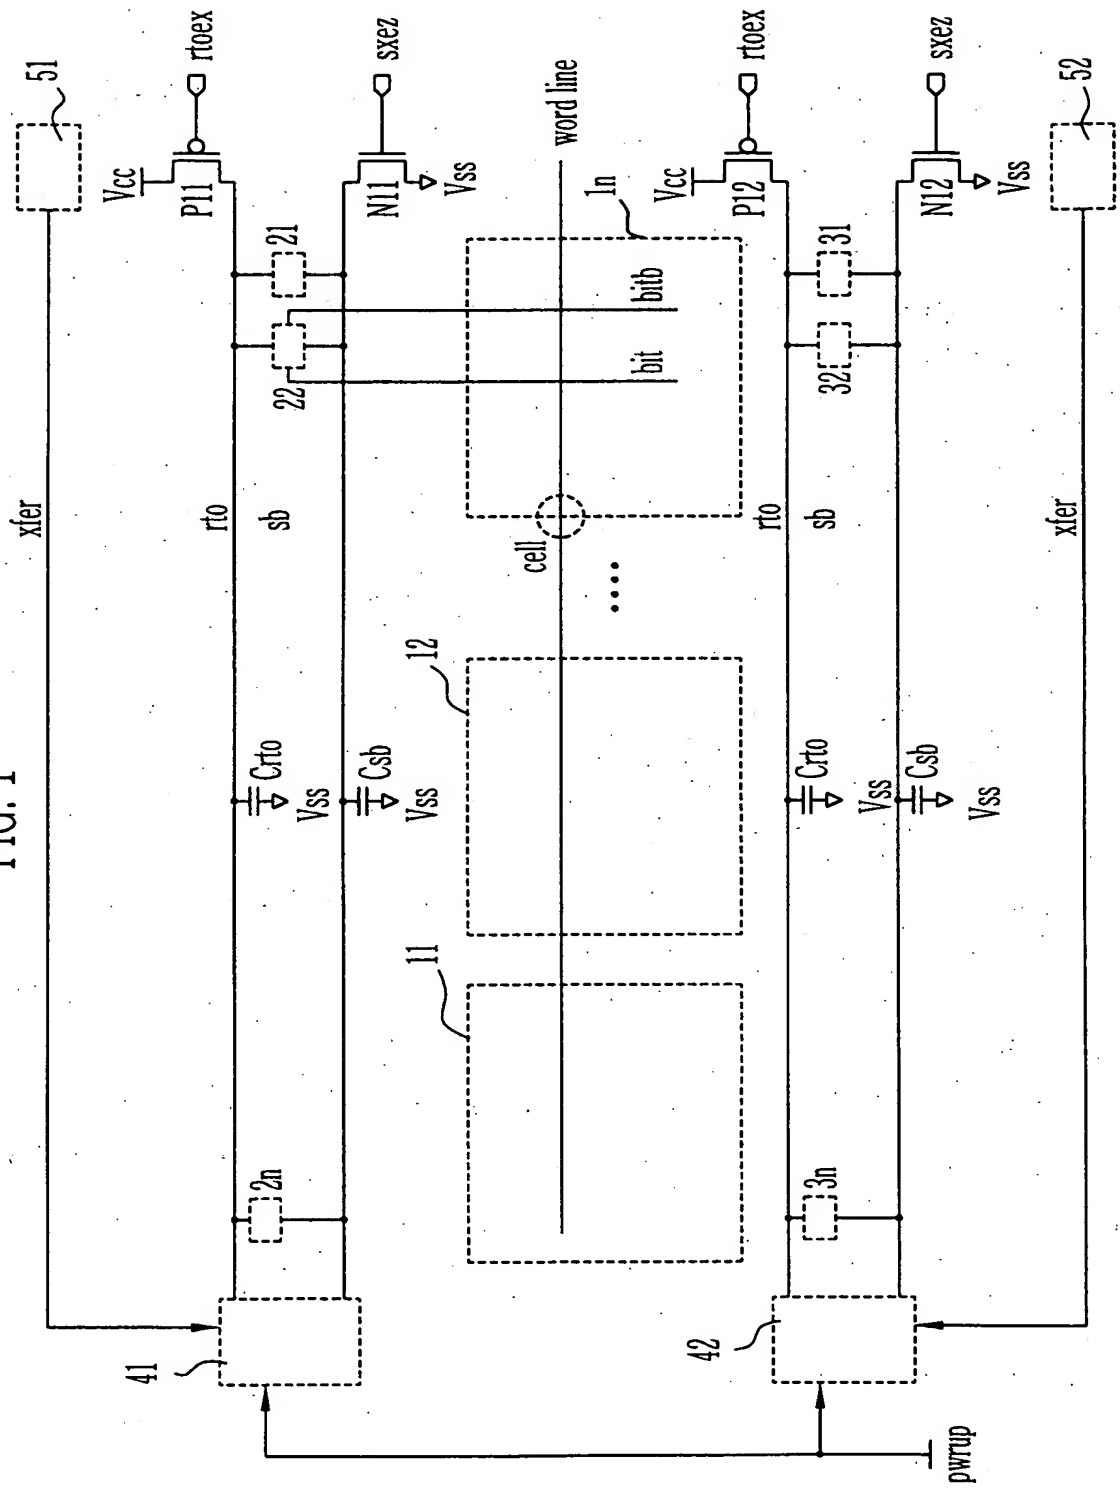 FIG. 1
51
xfer
Vcc
P11
rtoex
rto
sb
21
22
2n
41
Crto
Vss
Csb
Vss
N11
Vss
sxez
word line
11
12
cell
1n
bit
bitb
Vcc
P12
rtoex
rto
sb
31
32
3n
42
Crto
Vss
Csb
Vss
N12
Vss
sxez
pwrup
xfer
52